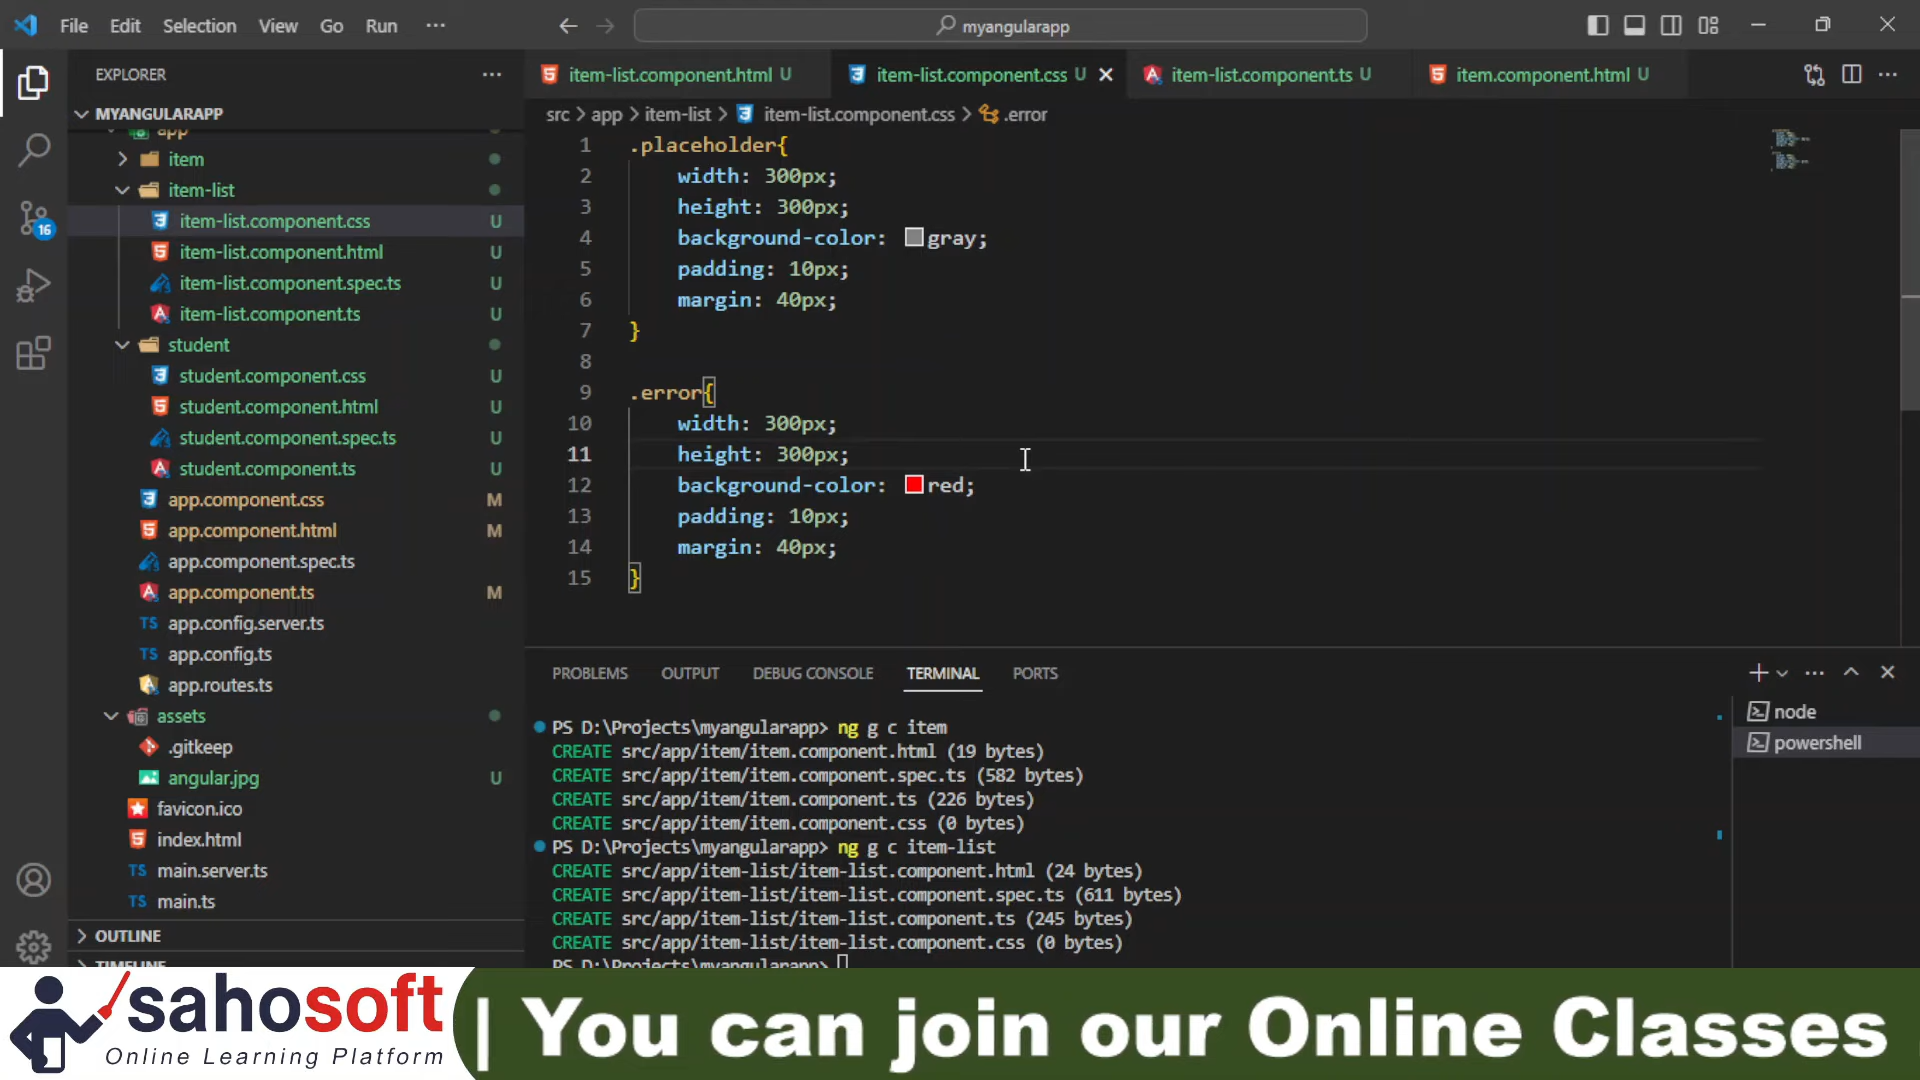 File Edit Selection View Go Run ··· myangularapp
EXPLORER ···
MYANGULARAPP
app
item
item-list
item-list.component.css U
item-list.component.html U
item-list.component.spec.ts U
item-list.component.ts U
student
student.component.css U
student.component.html U
student.component.spec.ts U
student.component.ts U
app.component.css M
app.component.html M
app.component.spec.ts
app.component.ts M
TS app.config.server.ts
TS app.config.ts
app.routes.ts
assets
.gitkeep
angular.jpg U
favicon.ico
index.html
TS main.server.ts
TS main.ts
OUTLINE
TIMELINE
16
item-list.component.html U item-list.component.css U item-list.component.ts U item.component.html U
src > app > item-list > item-list.component.css > .error
1 .placeholder{
2 width: 300px;
3 height: 300px;
4 background-color: gray;
5 padding: 10px;
6 margin: 40px;
7 }
8
9 .error{
10 width: 300px;
11 height: 300px;
12 background-color: red;
13 padding: 10px;
14 margin: 40px;
15 }
PROBLEMS OUTPUT DEBUG CONSOLE TERMINAL PORTS
PS D:\Projects\myangularapp> ng g c item
CREATE src/app/item/item.component.html (19 bytes)
CREATE src/app/item/item.component.spec.ts (582 bytes)
CREATE src/app/item/item.component.ts (226 bytes)
CREATE src/app/item/item.component.css (0 bytes)
PS D:\Projects\myangularapp> ng g c item-list
CREATE src/app/item-list/item-list.component.html (24 bytes)
CREATE src/app/item-list/item-list.component.spec.ts (611 bytes)
CREATE src/app/item-list/item-list.component.ts (245 bytes)
CREATE src/app/item-list/item-list.component.css (0 bytes)
PS D:\Projects\myangularapp>
node
powershell
sahosoft
Online Learning Platform
| You can join our Online Classes